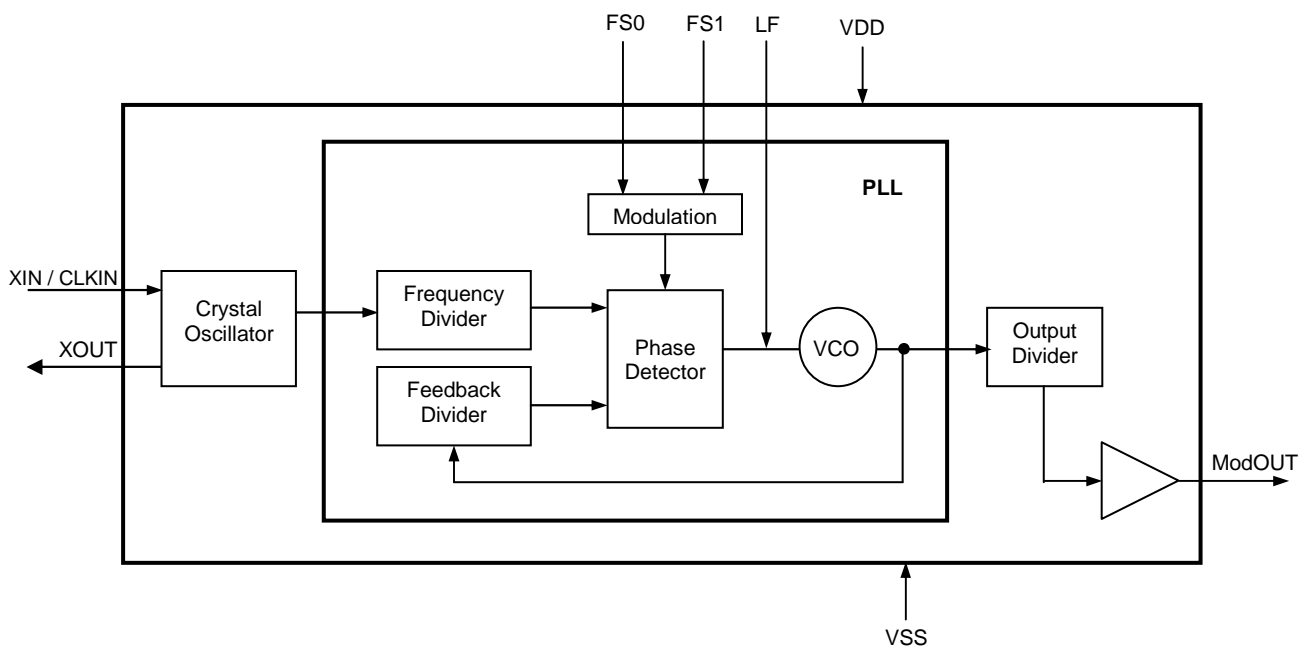 FS0
FS1
LF
VDD
PLL
Modulation
XIN / CLKIN
XOUT
Crystal
Oscillator
Frequency
Divider
Feedback
Divider
Phase
Detector
VCO
Output
Divider
ModOUT
VSS